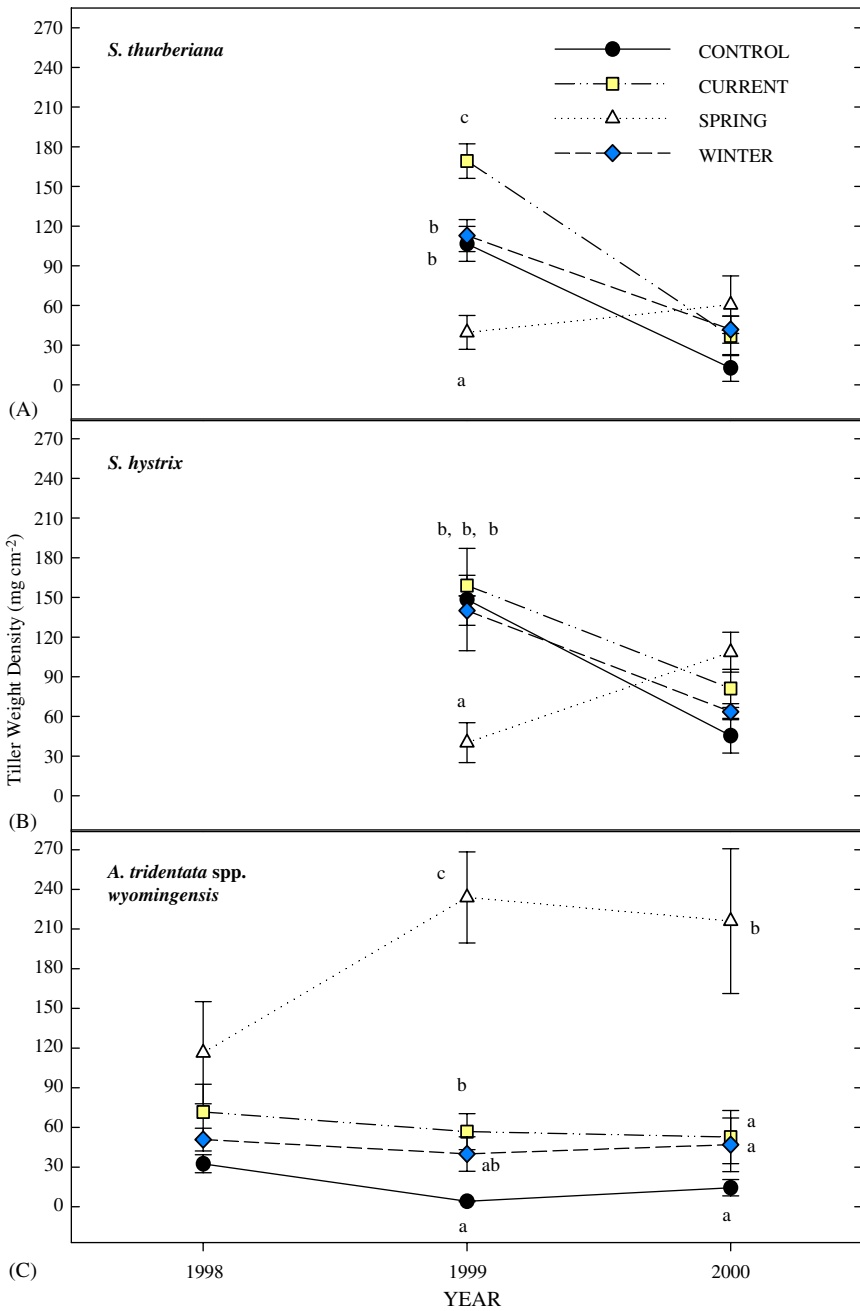 270
240
210
180
150
120
90
60
30
0
S. thurberiana
CONTROL
CURRENT
SPRING
WINTER
c
b
b
a
(A)
270
240
210
180
150
120
90
60
30
0
S. hystrix
b, b, b
a
(B)
Tiller Weight Density (mg cm-2)
270
240
210
180
150
120
90
60
30
0
A. tridentata spp.
wyomingensis
c
b
b
ab
a
a
a
a
(C)
1998 1999 2000
YEAR